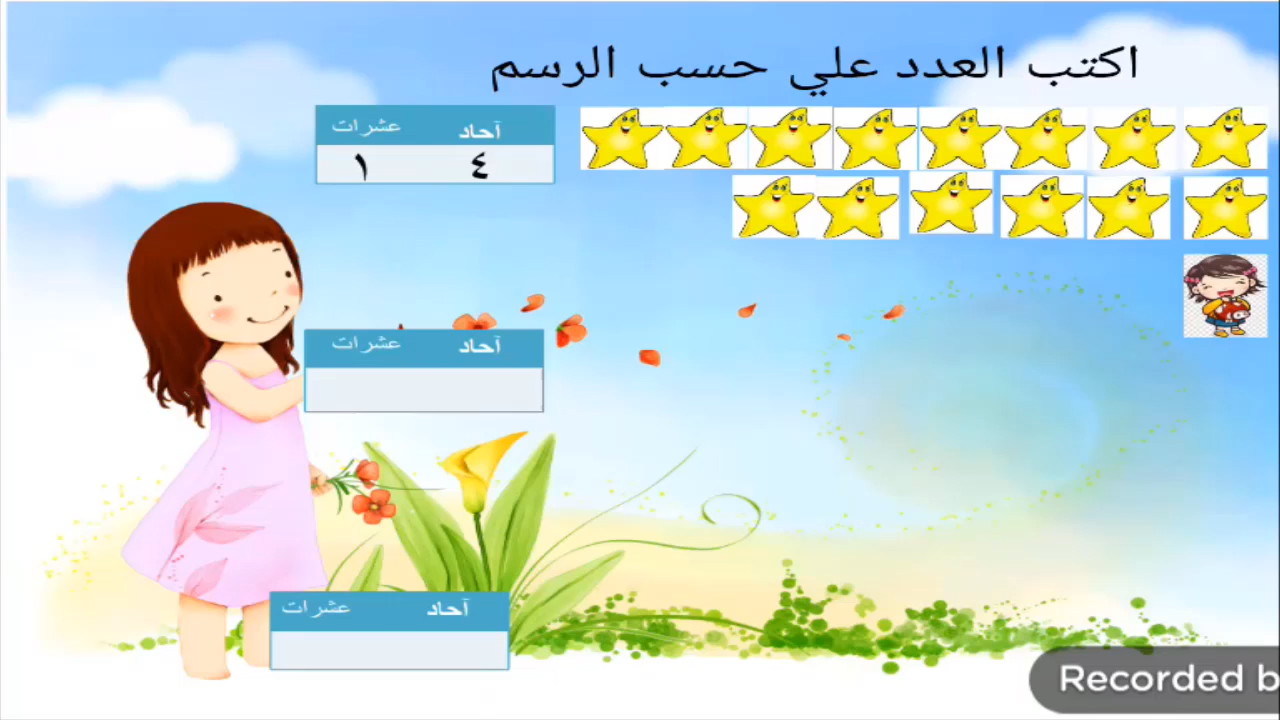 اكتب العدد علي حسب الرسم
آحاد عشرات
٤ ١
آحاد عشرات
آحاد عشرات
Recorded b